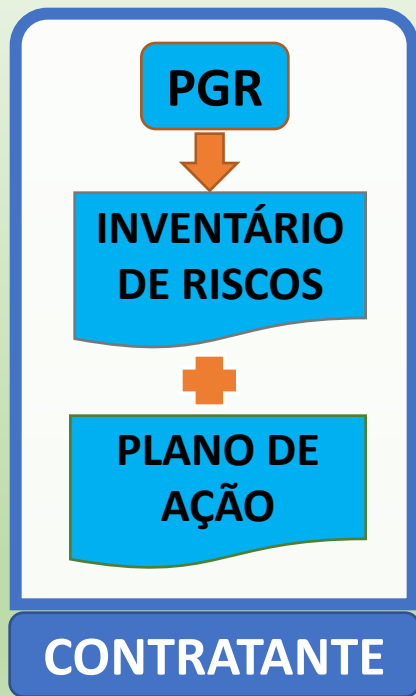 PGR
INVENTÁRIO
DE RISCOS
PLANO DE
AÇÃO
CONTRATANTE